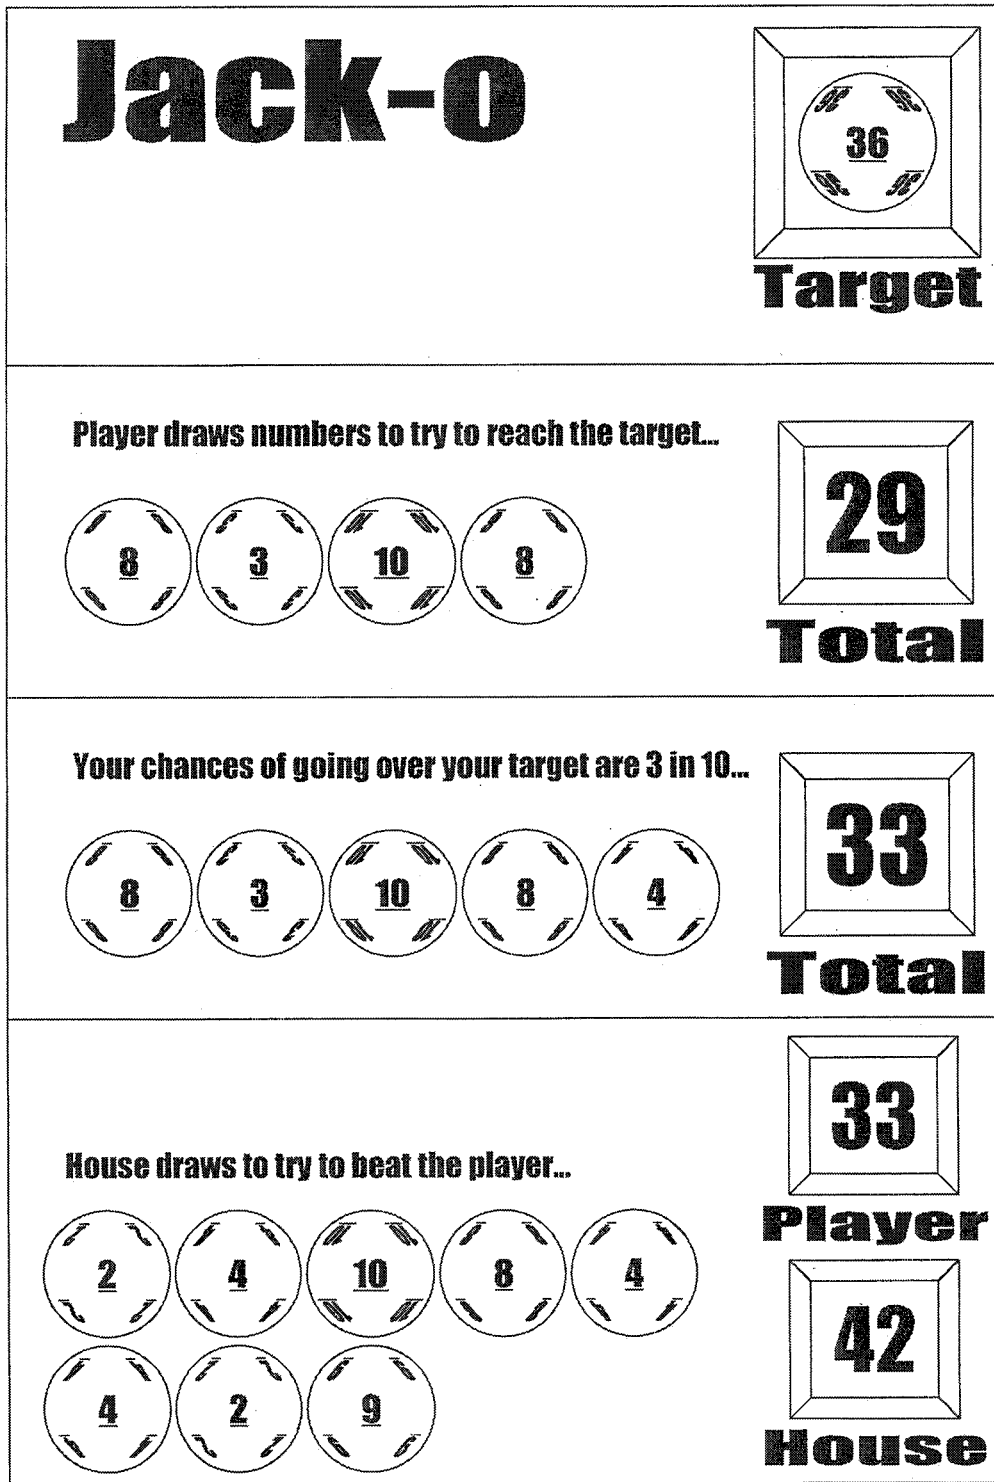 Jack-o
36
Target
Player draws numbers to try to reach the target...
8 3 10 8
29
Total
Your chances of going over your target are 3 in 10...
8 3 10 8 4
33
Total
33
Player
House draws to try to beat the player...
2 4 10 8 4
4 2 9
42
House